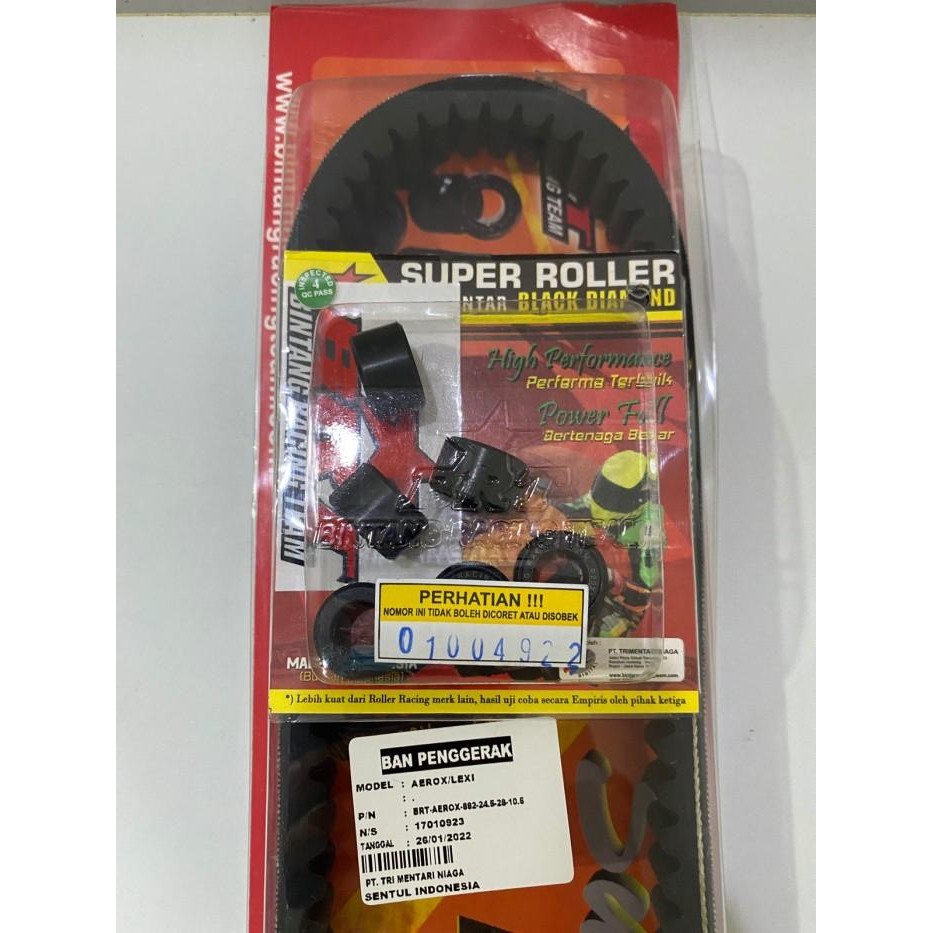 www.bintangracingteam.com
G TEAM
SUPER ROLLER
BLACK DIAMOND
INSPECTED
4
QC PASS
BINTANG RACING TEAM
High Performance
Performa Terbaik
Power Full
Bertenaga Besar
PERHATIAN !!!
NOMOR INI TIDAK BOLEH DICORET ATAU DISOBEK
01004922
PT. TRIMENTARI NIAGA
*) Lebih kuat dari Roller Racing merk lain, hasil uji coba secara Empiris oleh pihak ketiga
BAN PENGGERAK
MODEL : AEROX/LEXI
: .
P/N : BRT-AEROX-882-24.5-28-10.5
N/S : 17010923
TANGGAL : 26/01/2022
PT. TRI MENTARI NIAGA
SENTUL INDONESIA